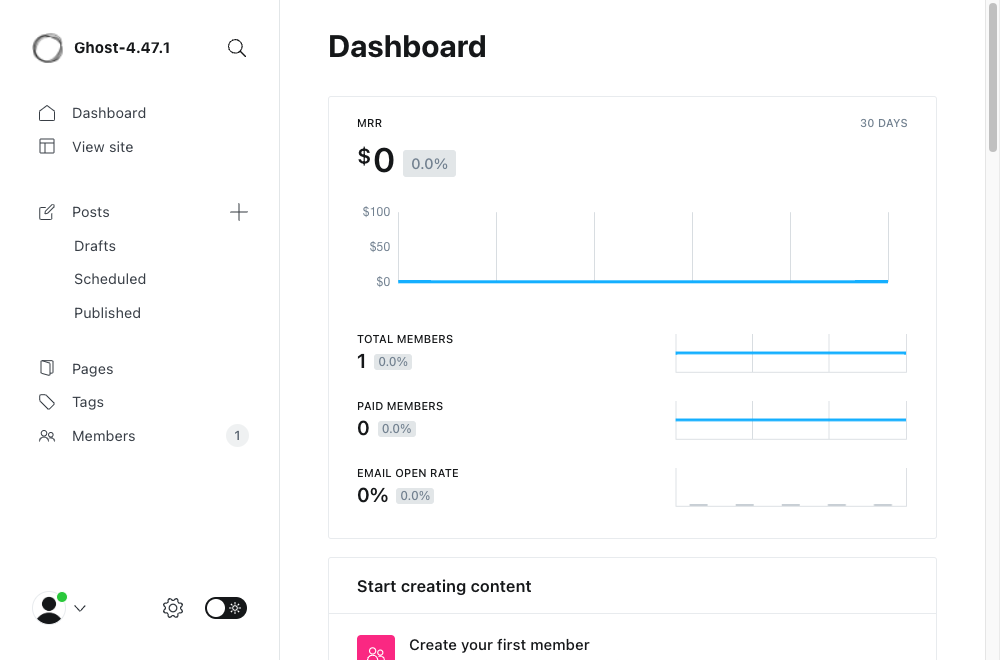 Ghost-4.47.1
Dashboard
View site
Posts
Drafts
Scheduled
Published
Pages
Tags
Members 1
Dashboard
MRR 30 DAYS
$0 0.0%
$100
$50
$0
TOTAL MEMBERS
1 0.0%
PAID MEMBERS
0 0.0%
EMAIL OPEN RATE
0% 0.0%
Start creating content
Create your first member